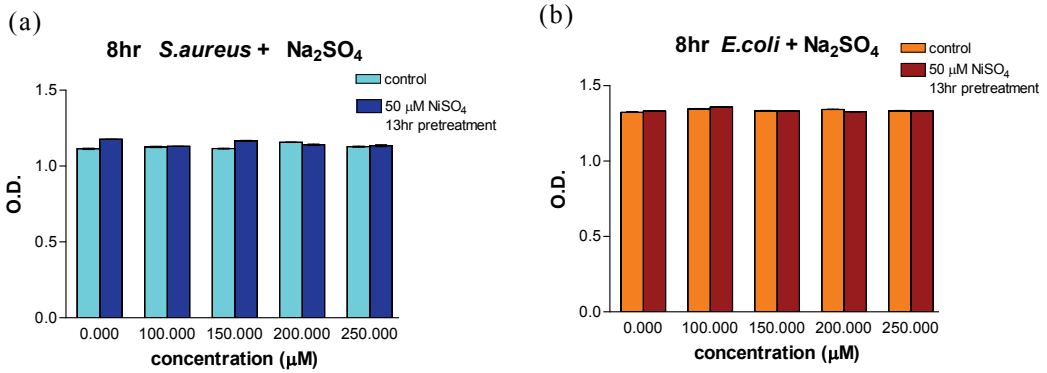 (a)
8hr S.aureus + Na₂SO₄
control
50 μM NiSO₄
13hr pretreatment
1.5
1.0
0.5
0.0
O.D.
0.000 100.000 150.000 200.000 250.000
concentration (μM)
(b)
8hr E.coli + Na₂SO₄
control
50 μM NiSO₄
13hr pretreatment
1.5
1.0
0.5
0.0
O.D.
0.000 100.000 150.000 200.000 250.000
concentration (μM)